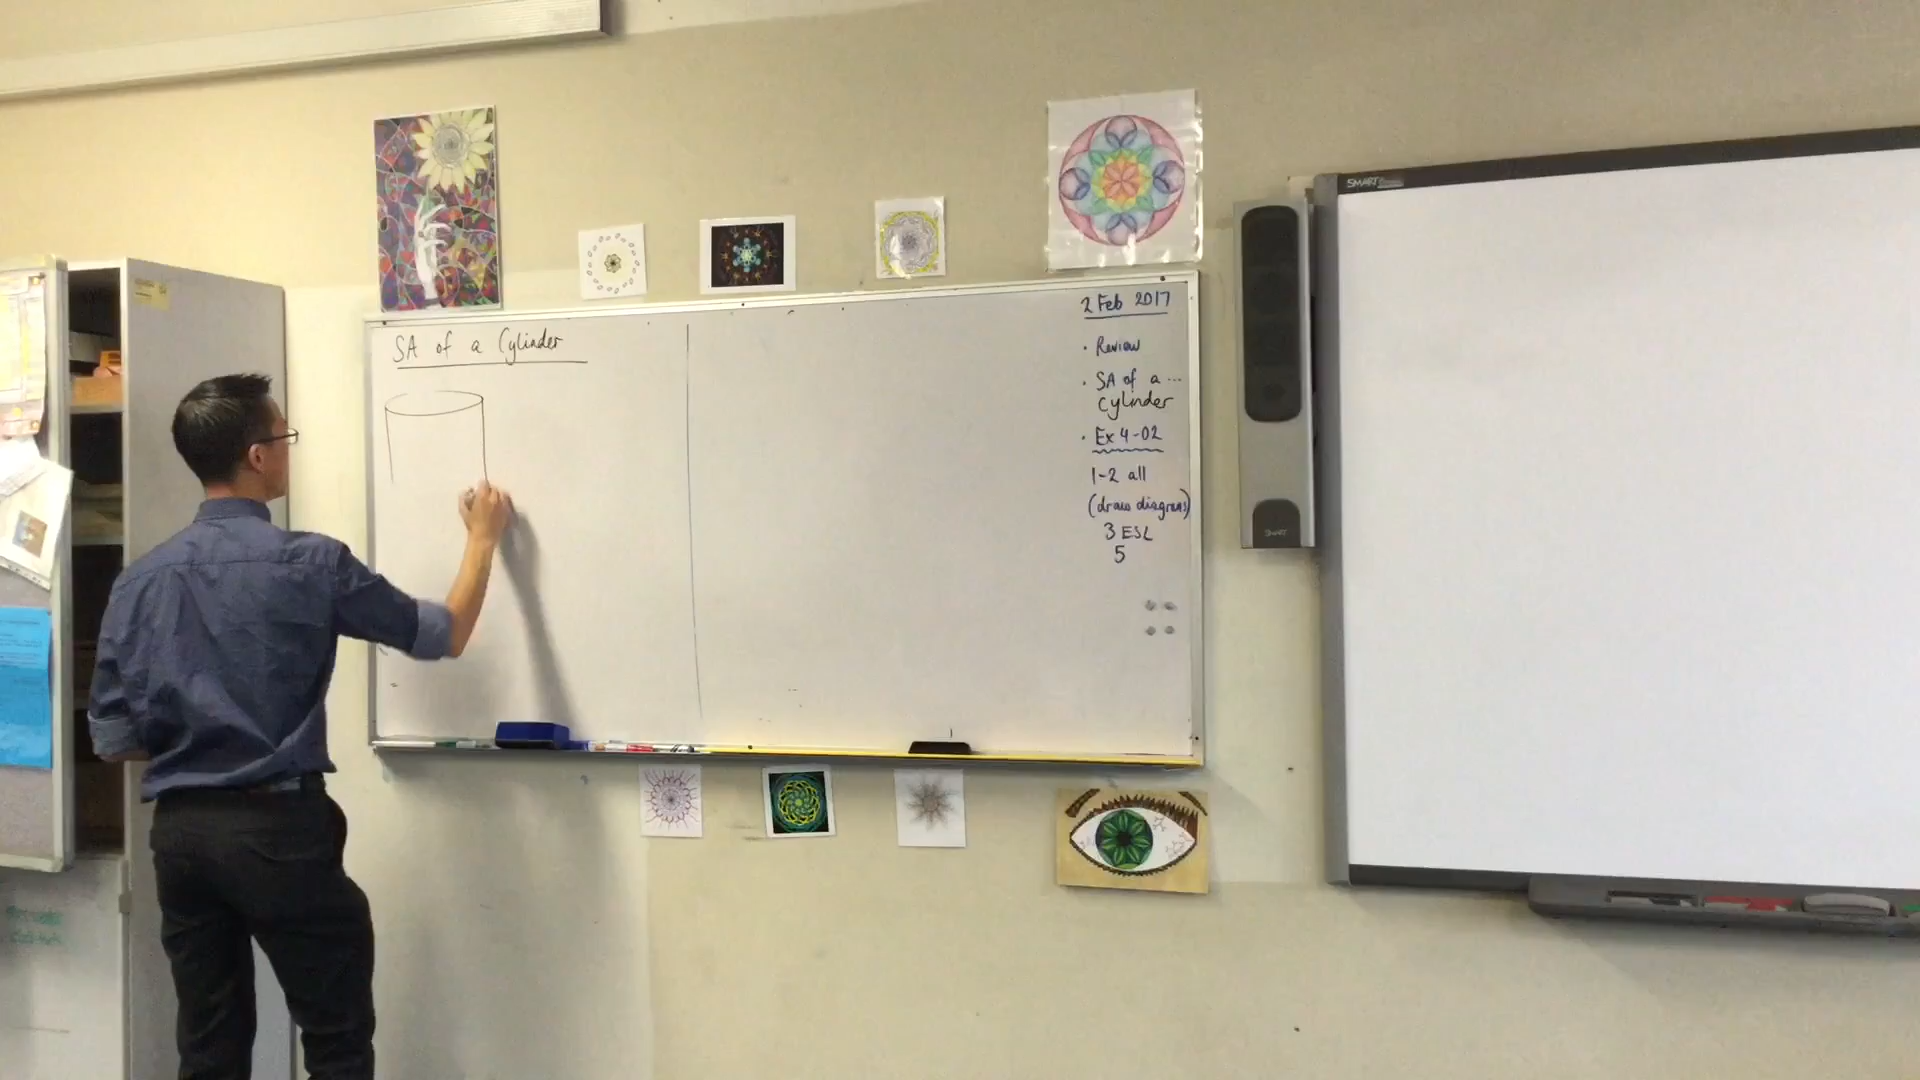 SA of a Cylinder
2 Feb 2017
• Review
• SA of a ...
cylinder
• Ex 4-02
1-2 all
(draw diagrams)
3 ESL
5
SMART
SMART